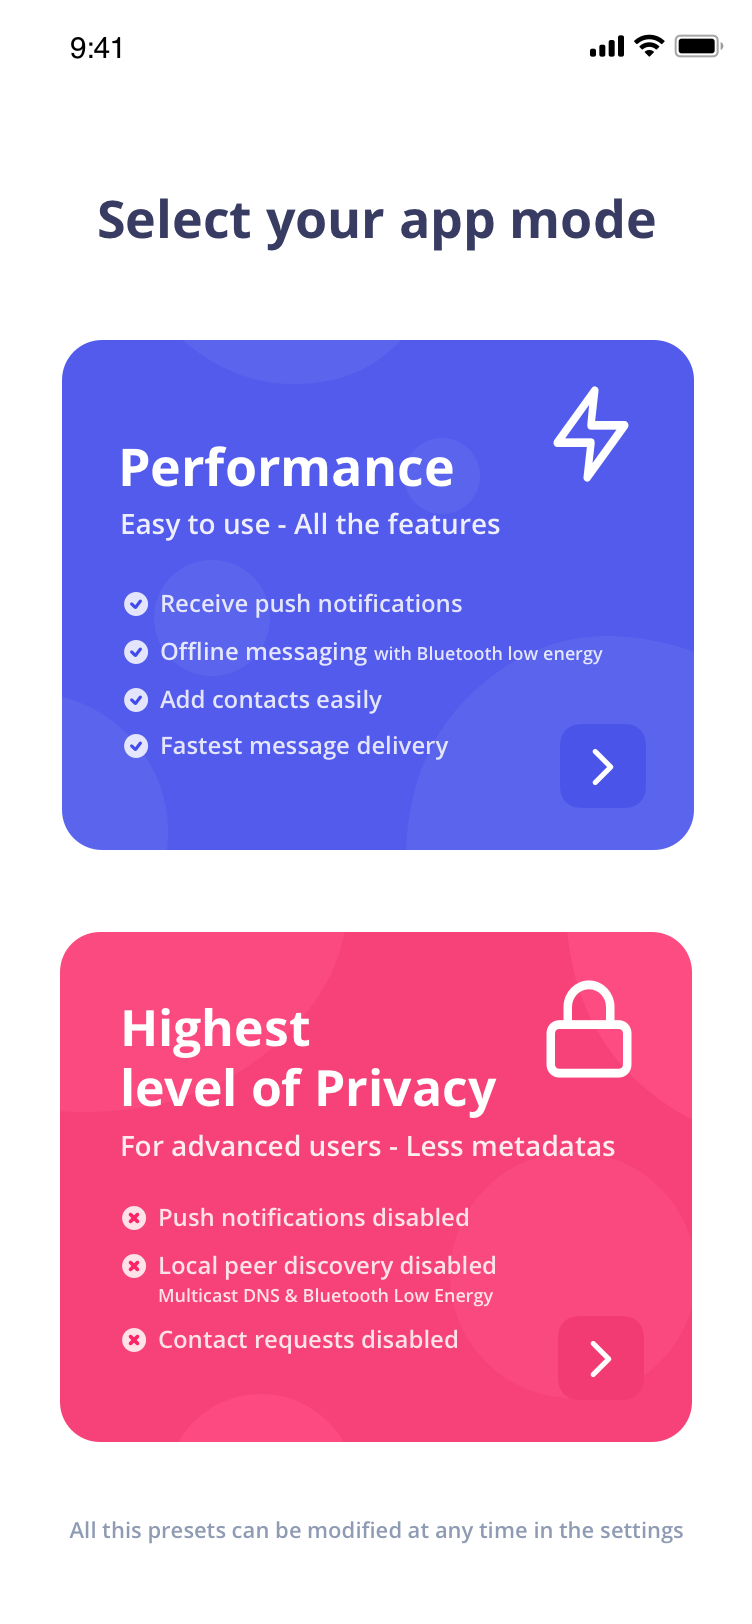 9:41
Select your app mode
Performance
Easy to use - All the features
Receive push notifications
Offline messaging with Bluetooth low energy
Add contacts easily
Fastest message delivery
Highest
level of Privacy
For advanced users - Less metadatas
Push notifications disabled
Local peer discovery disabled
Multicast DNS & Bluetooth Low Energy
Contact requests disabled
All this presets can be modified at any time in the settings